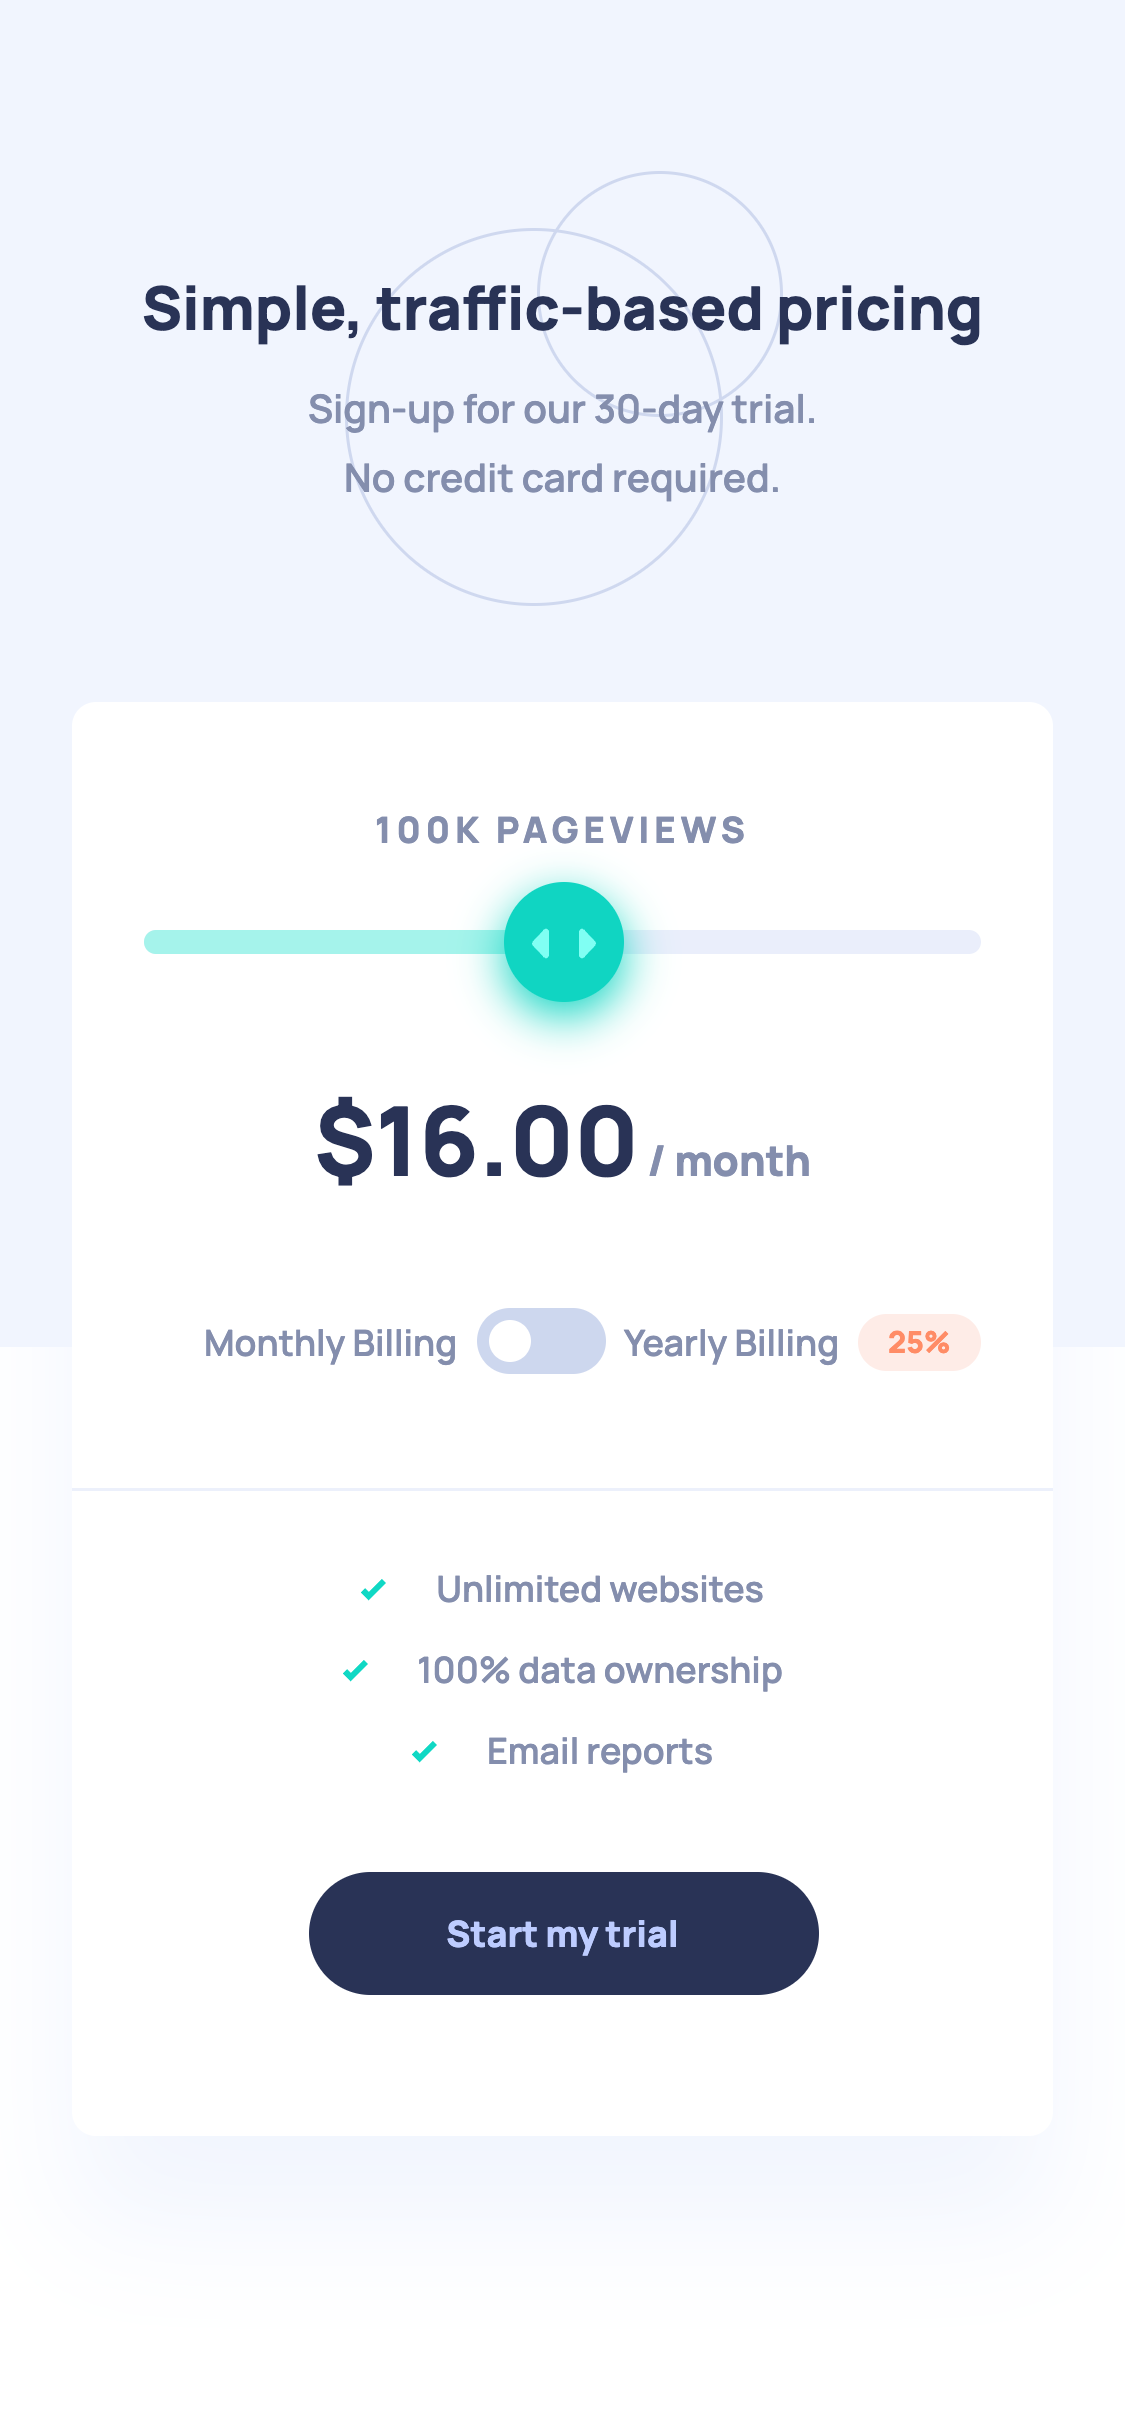 Simple, traffic-based pricing
Sign-up for our 30-day trial.
No credit card required.
100K PAGEVIEWS
$16.00 / month
Monthly Billing Yearly Billing 25%
Unlimited websites
100% data ownership
Email reports
Start my trial